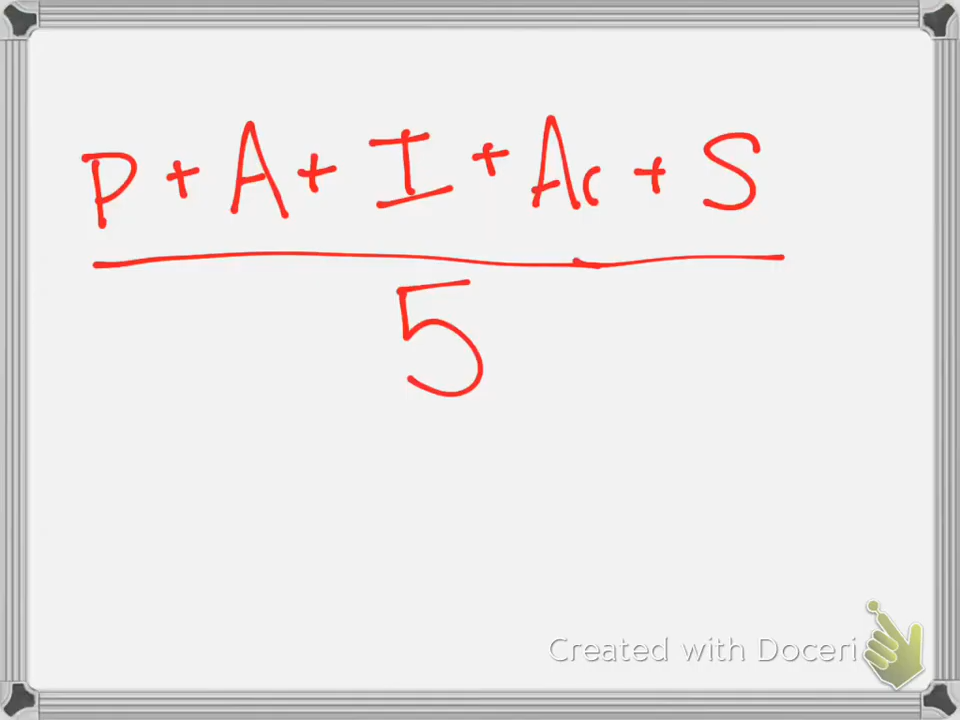 P + A + I + Ac + S
5
Created with Doceri